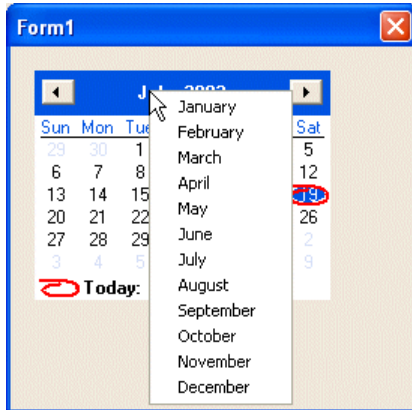 Form1
Sun Mon Tue Sat
29 30 1 5
6 7 8 12
13 14 15 19
20 21 22 26
27 28 29 2
3 4 5 9
Today:
January
February
March
April
May
June
July
August
September
October
November
December